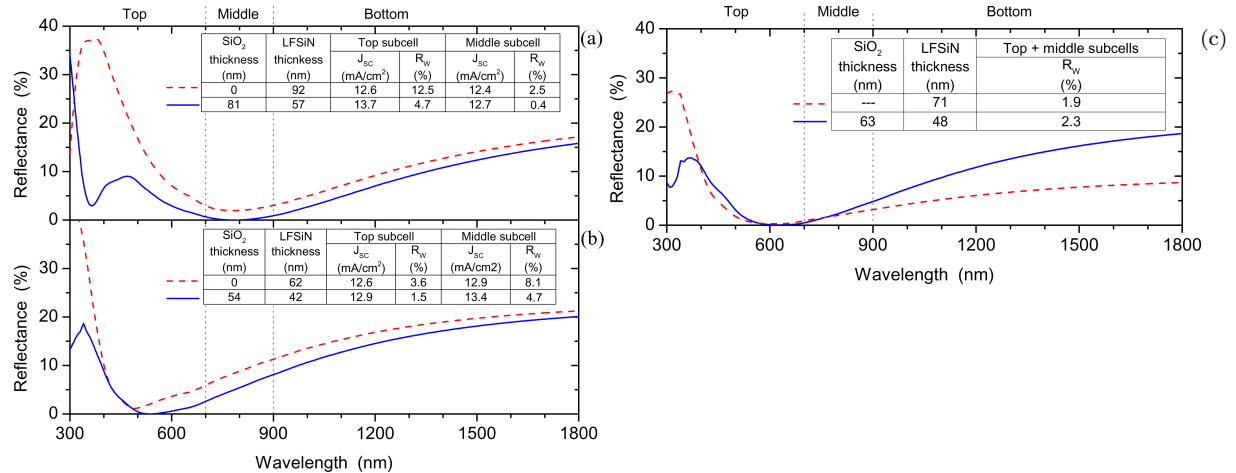 Top Middle Bottom
(a)
SiO2 thickness (nm) LFSiN thinckness (nm) Top subcell Middle subcell
JSC (mA/cm2) RW (%) JSC (mA/cm2) RW (%)
0 92 12.6 12.5 12.4 2.5
81 57 13.7 4.7 12.7 0.4
40
30
20
10
0
Reflectance (%)
(b)
SiO2 thickness (nm) LFSiN thickness (nm) Top subcell Middle subcell
JSC (mA/cm2) RW (%) JSC (mA/cm2) RW (%)
0 62 12.6 3.6 12.9 8.1
54 42 12.9 1.5 13.4 4.7
30
20
10
0
Reflectance (%)
300 600 900 1200 1500 1800
Wavelength (nm)
Top Middle Bottom
(c)
SiO2 thickness (nm) LFSiN thickness (nm) Top + middle subcells
RW (%)
--- 71 1.9
63 48 2.3
40
30
20
10
0
Reflectance (%)
300 600 900 1200 1500 1800
Wavelength (nm)